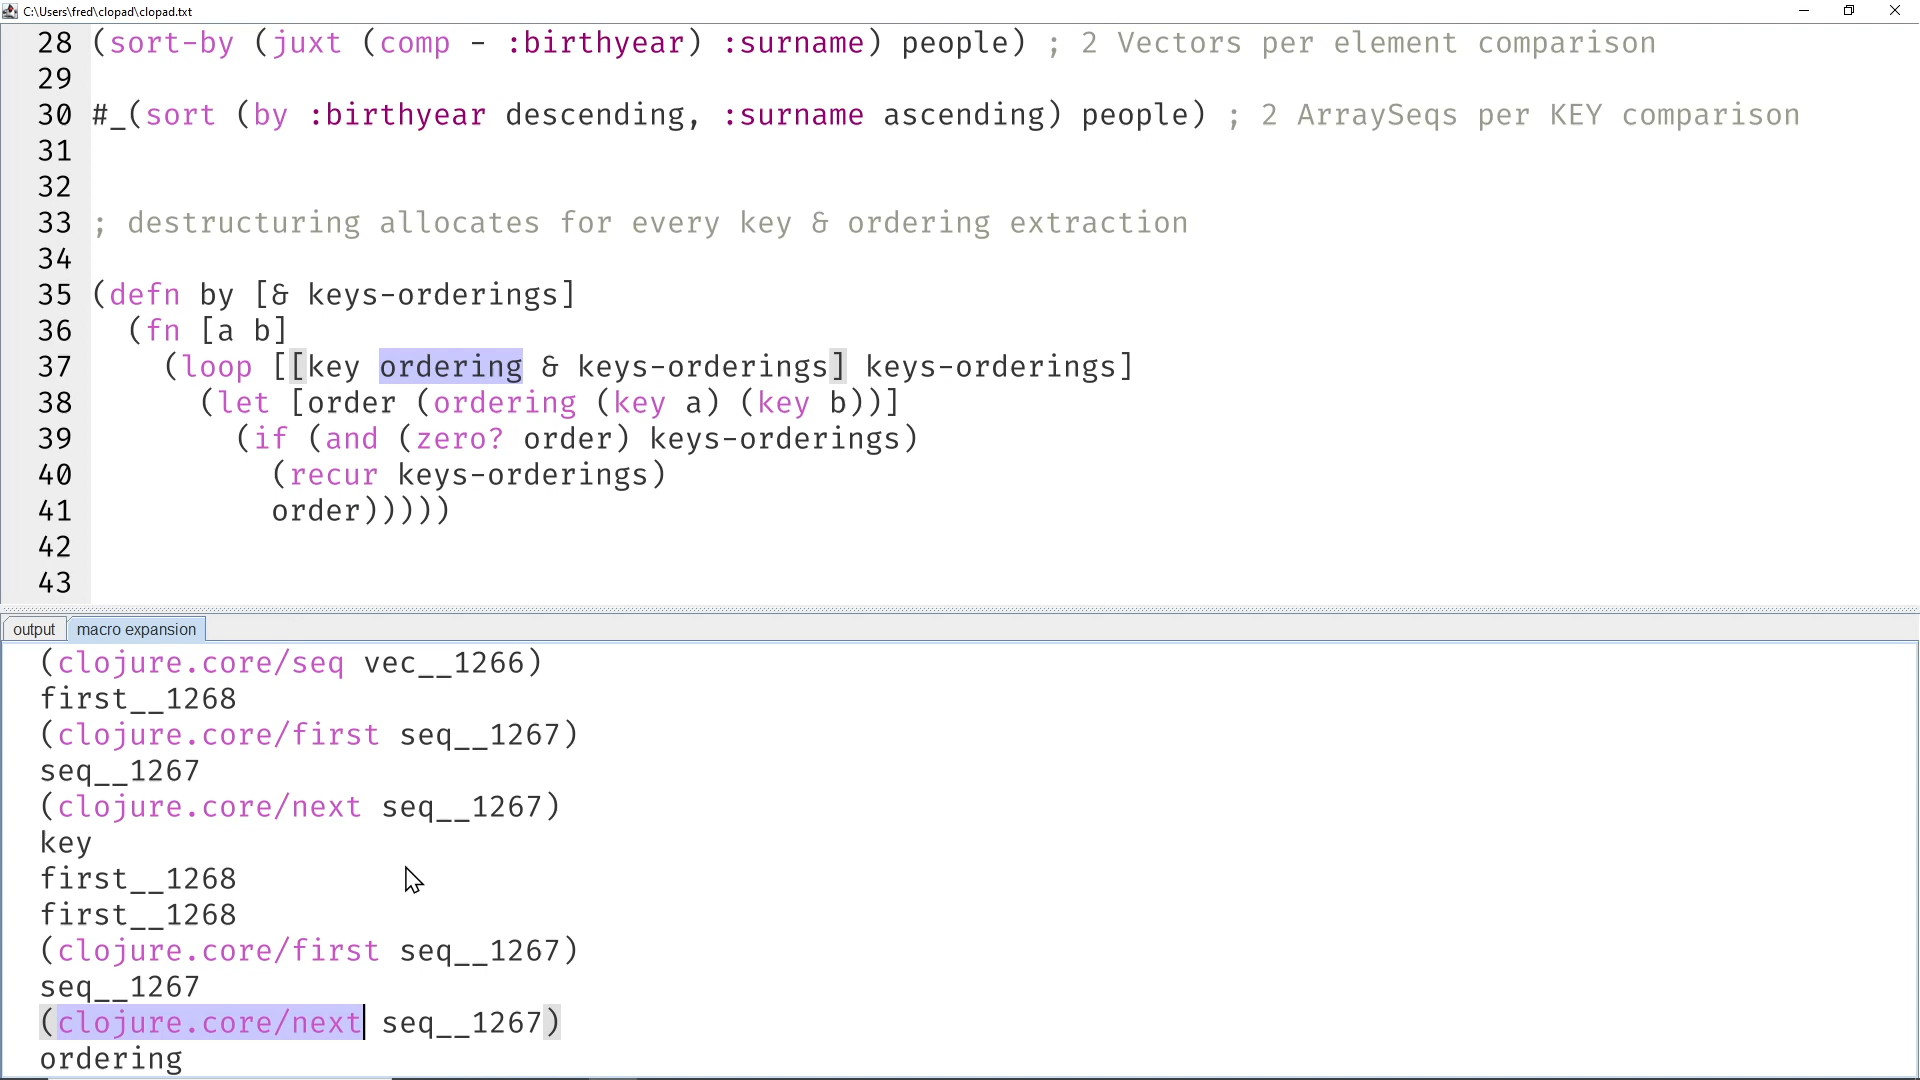 C:\Users\fred\clopad\clopad.txt
28 (sort-by (juxt (comp - :birthyear) :surname) people) ; 2 Vectors per element comparison
29
30 #_(sort (by :birthyear descending, :surname ascending) people) ; 2 ArraySeqs per KEY comparison
31
32
33 ; destructuring allocates for every key & ordering extraction
34
35 (defn by [& keys-orderings]
36   (fn [a b]
37     (loop [[key ordering & keys-orderings] keys-orderings]
38       (let [order (ordering (key a) (key b))]
39         (if (and (zero? order) keys-orderings)
40           (recur keys-orderings)
41           order)))))
42
43
output macro expansion
(clojure.core/seq vec__1266)
first__1268
(clojure.core/first seq__1267)
seq__1267
(clojure.core/next seq__1267)
key
first__1268
first__1268
(clojure.core/first seq__1267)
seq__1267
(clojure.core/next seq__1267)
ordering